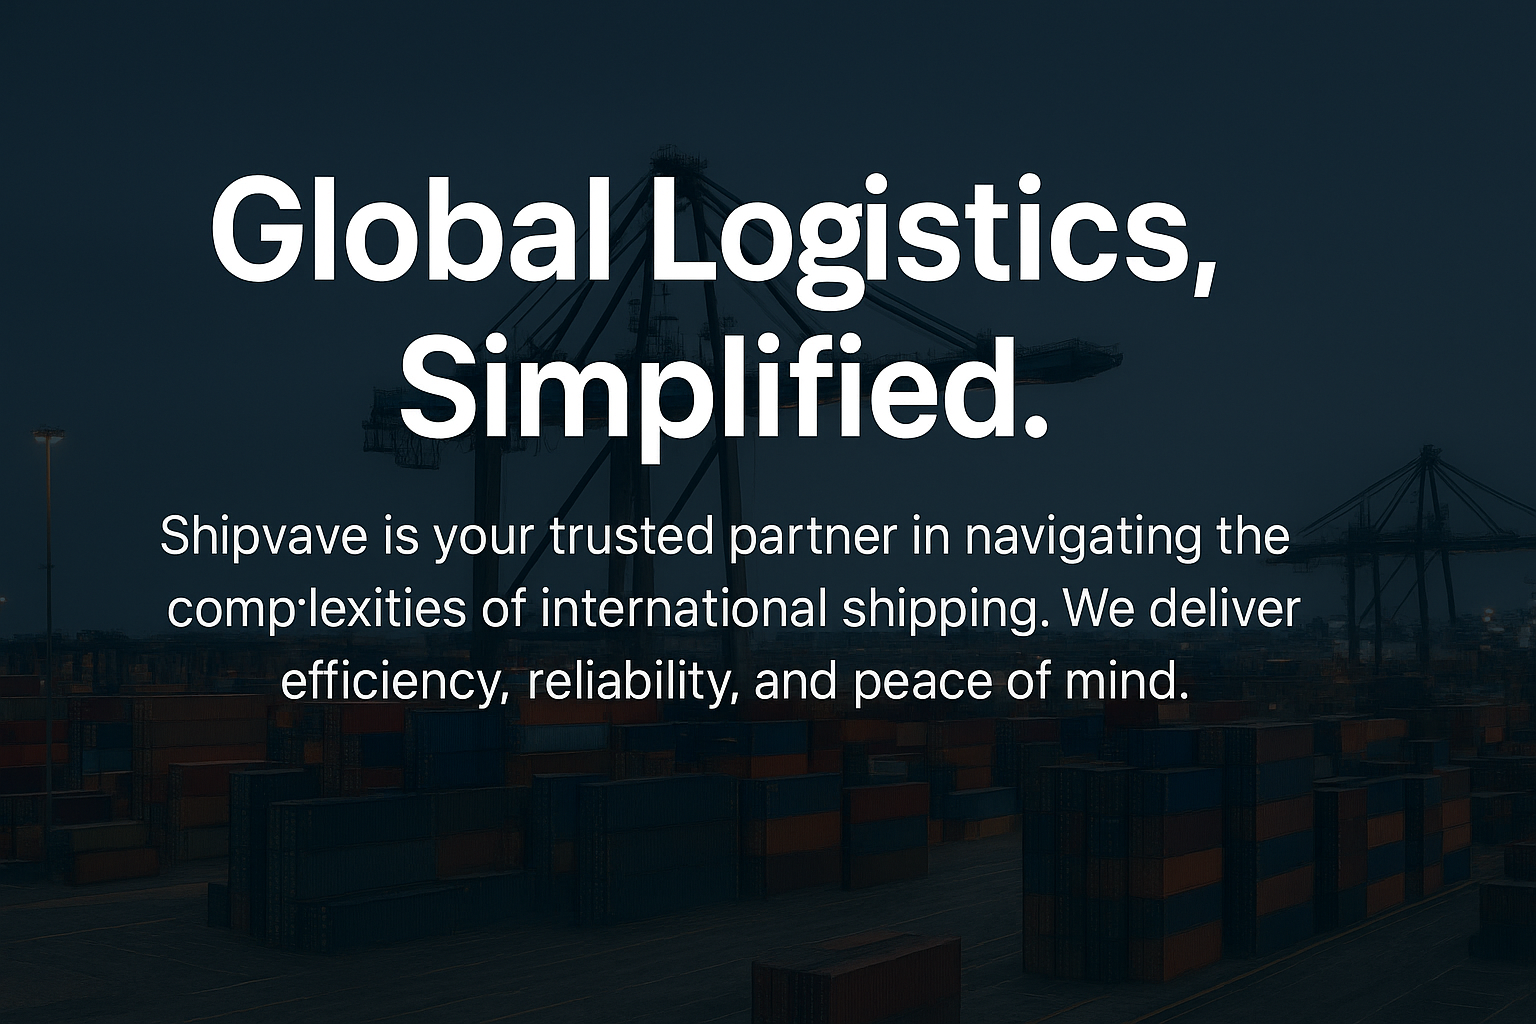 Global Logistics,
Simplified.
Shipvave is your trusted partner in navigating the
comp·lexities of international shipping. We deliver
efficiency, reliability, and peace of mind.